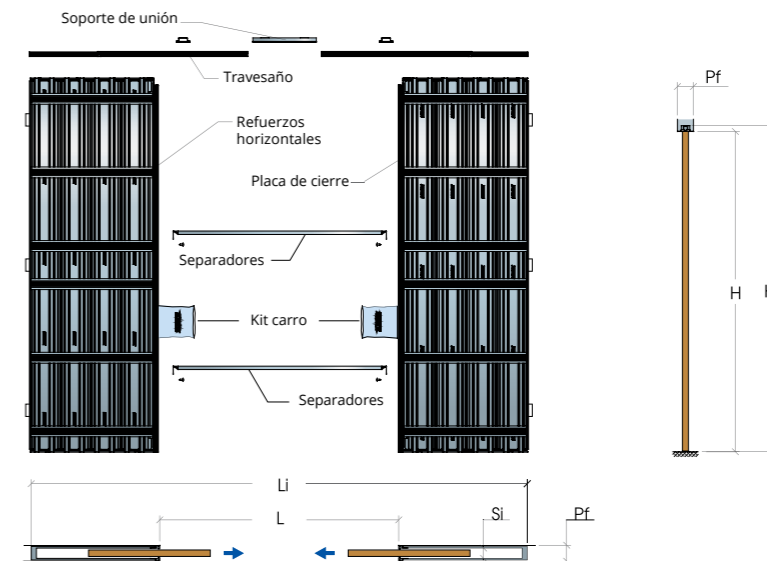 Soporte de unión
Travesaño
Refuerzos
horizontales
Placa de cierre
Separadores
Kit carro
Separadores
Pf
H
Li
L
Si
Pf